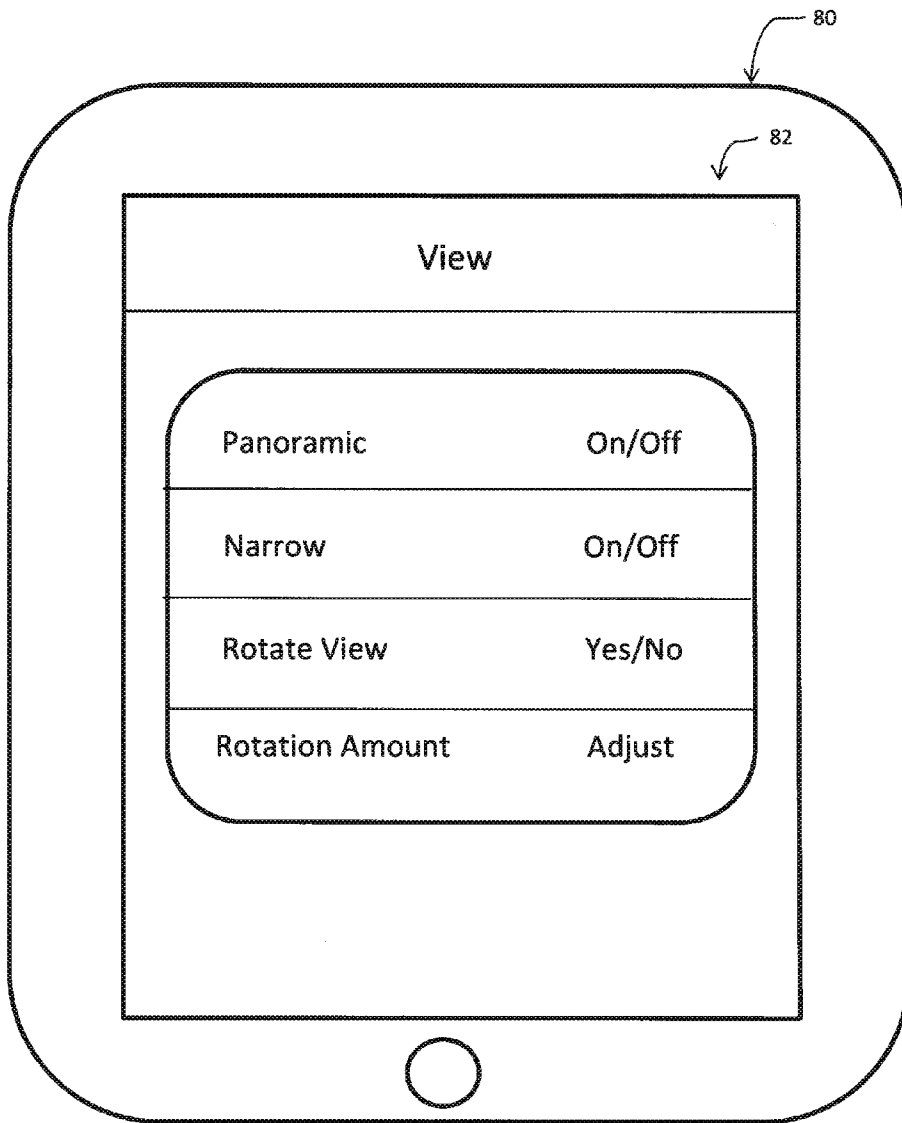 80
82
View
Panoramic On/Off
Narrow On/Off
Rotate View Yes/No
Rotation Amount Adjust